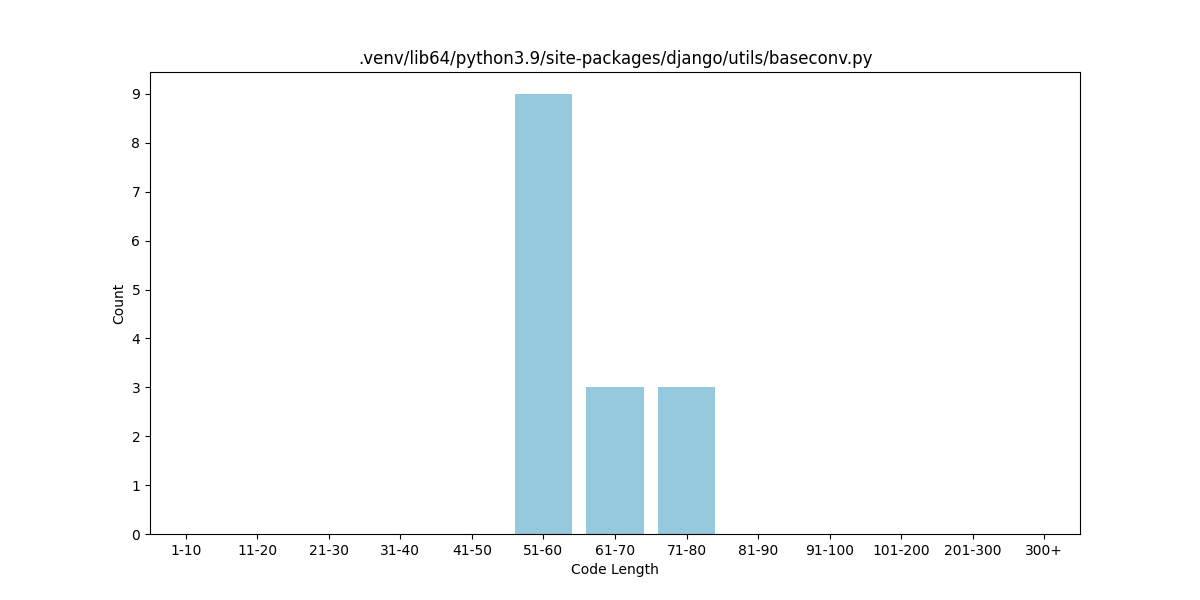 .venv/lib64/python3.9/site-packages/django/utils/baseconv.py
9
8
7
6
5
4
3
2
1
0
Count
1-10 11-20 21-30 31-40 41-50 51-60 61-70 71-80 81-90 91-100 101-200 201-300 300+
Code Length